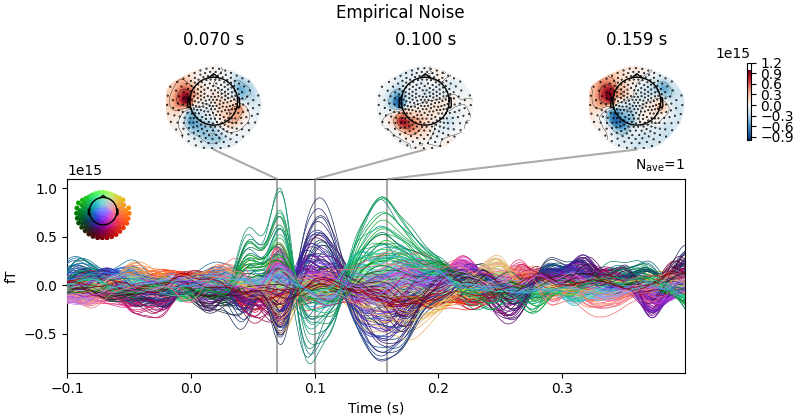 Empirical Noise
0.070 s
0.100 s
0.159 s
1e15
1.2
0.9
0.6
0.3
0.0
−0.3
−0.6
−0.9
Nave=1
1e15
1.0
0.5
0.0
−0.5
fT
−0.1
0.0
0.1
0.2
0.3
Time (s)